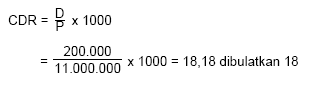 CDR = D/P x 1000
= 200.000/11.000.000 x 1000 = 18,18 dibulatkan 18